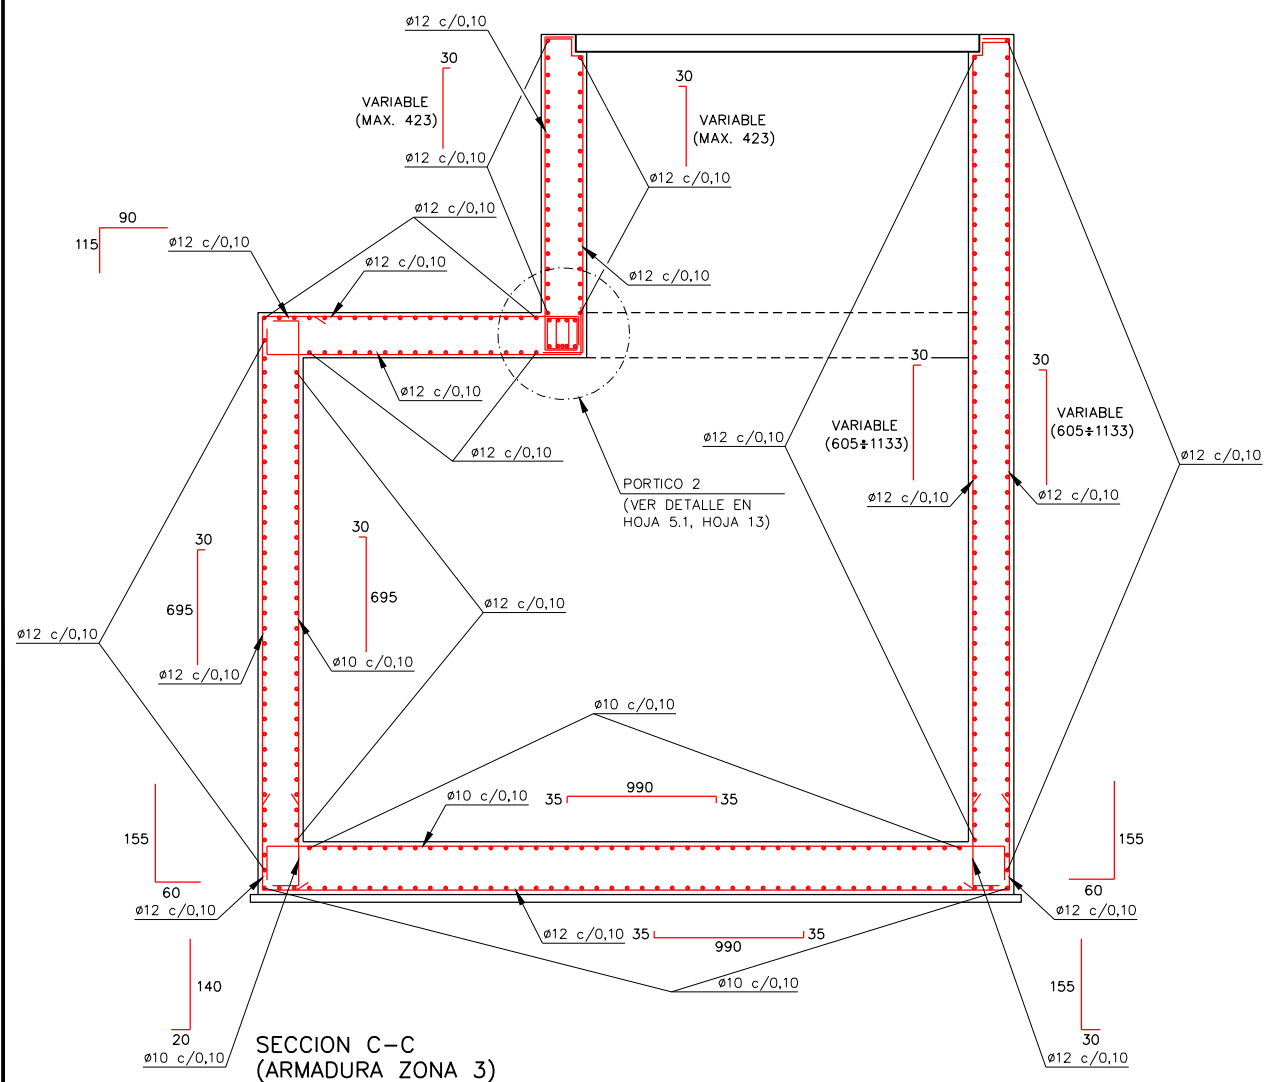 ø12 c/0,10
30
30
VARIABLE
(MAX. 423)
VARIABLE
(MAX. 423)
ø12 c/0,10
ø12 c/0,10
90
115
ø12 c/0,10
ø12 c/0,10
ø12 c/0,10
ø12 c/0,10
30
30
ø12 c/0,10
VARIABLE
(605÷1133)
VARIABLE
(605÷1133)
ø12 c/0,10
ø12 c/0,10
ø12 c/0,10
PORTICO 2
(VER DETALLE EN
HOJA 5.1, HOJA 13)
ø12 c/0,10
ø12 c/0,10
30
30
695
695
ø12 c/0,10
ø12 c/0,10
ø12 c/0,10
ø10 c/0,10
ø10 c/0,10
155
60
ø10 c/0,10
35
990
35
155
60
ø12 c/0,10
ø12 c/0,10
35
990
35
ø12 c/0,10
ø10 c/0,10
140
20
ø10 c/0,10
155
30
ø12 c/0,10
SECCION C-C
(ARMADURA ZONA 3)